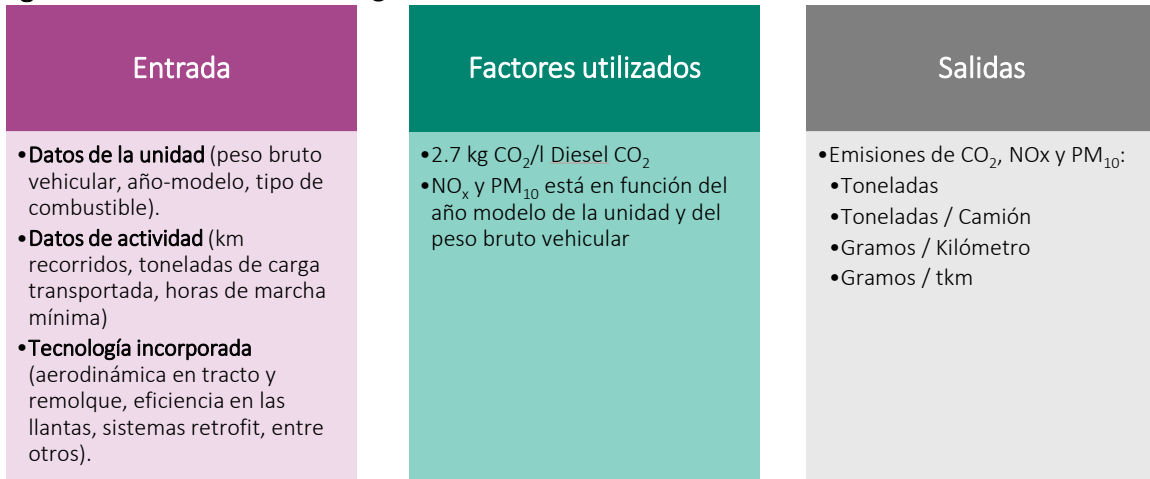 Entrada
•Datos de la unidad (peso bruto
vehicular, año-modelo, tipo de
combustible).
•Datos de actividad (km
recorridos, toneladas de carga
transportada, horas de marcha
mínima)
•Tecnología incorporada
(aerodinámica en tracto y
remolque, eficiencia en las
llantas, sistemas retrofit, entre
otros).
Factores utilizados
•2.7 kg CO₂/l Diesel CO₂
•NOₓ y PM₁₀ está en función del
año modelo de la unidad y del
peso bruto vehicular
Salidas
•Emisiones de CO₂, NOx y PM₁₀:
•Toneladas
•Toneladas / Camión
•Gramos / Kilómetro
•Gramos / tkm